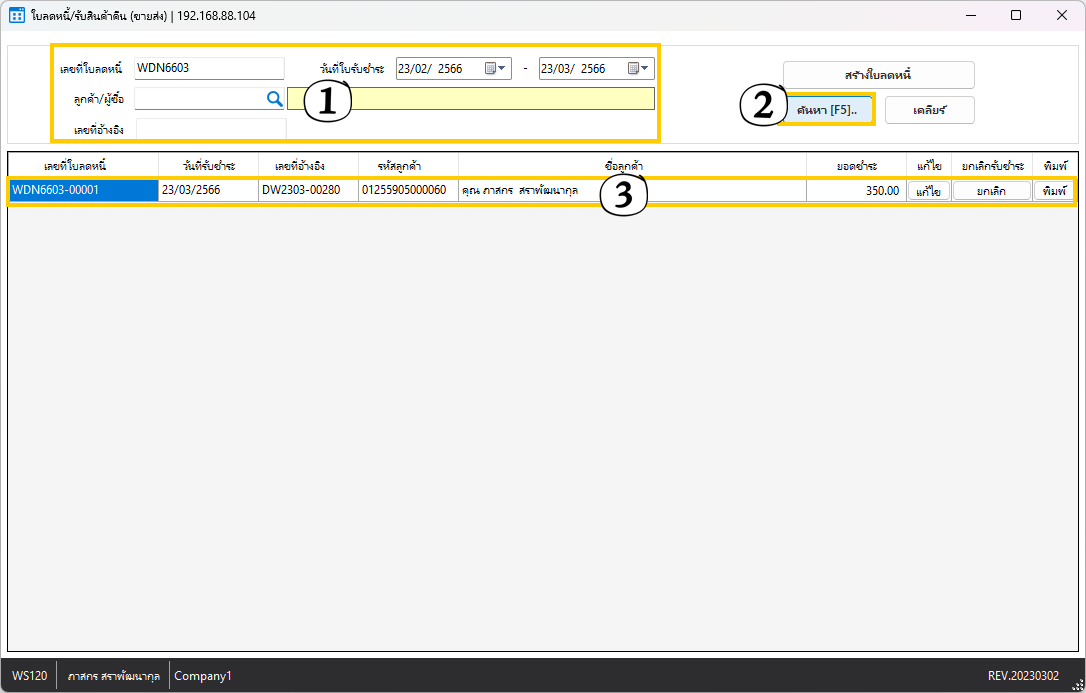 ใบลดหนี้/รับสินค้าคืน (ขายส่ง) | 192.168.88.104
เลขที่ใบลดหนี้ WDN6603 วันที่ใบรับชำระ 23/02/ 2566 - 23/03/ 2566
สร้างใบลดหนี้
ลูกค้า/ผู้ซื้อ 1
2 ค้นหา [F5].. เคลียร์
เลขที่อ้างอิง
เลขที่ใบลดหนี้ วันที่รับชำระ เลขที่อ้างอิง รหัสลูกค้า ชื่อลูกค้า ยอดชำระ แก้ไข ยกเลิกรับชำระ พิมพ์
WDN6603-00001 23/03/2566 DW2303-00280 01255905000060 คุณ ภาสกร สราพัฒนากุล 3 350.00 แก้ไข ยกเลิก พิมพ์
WS120 ภาสกร สราพัฒนากุล Company1 REV.20230302